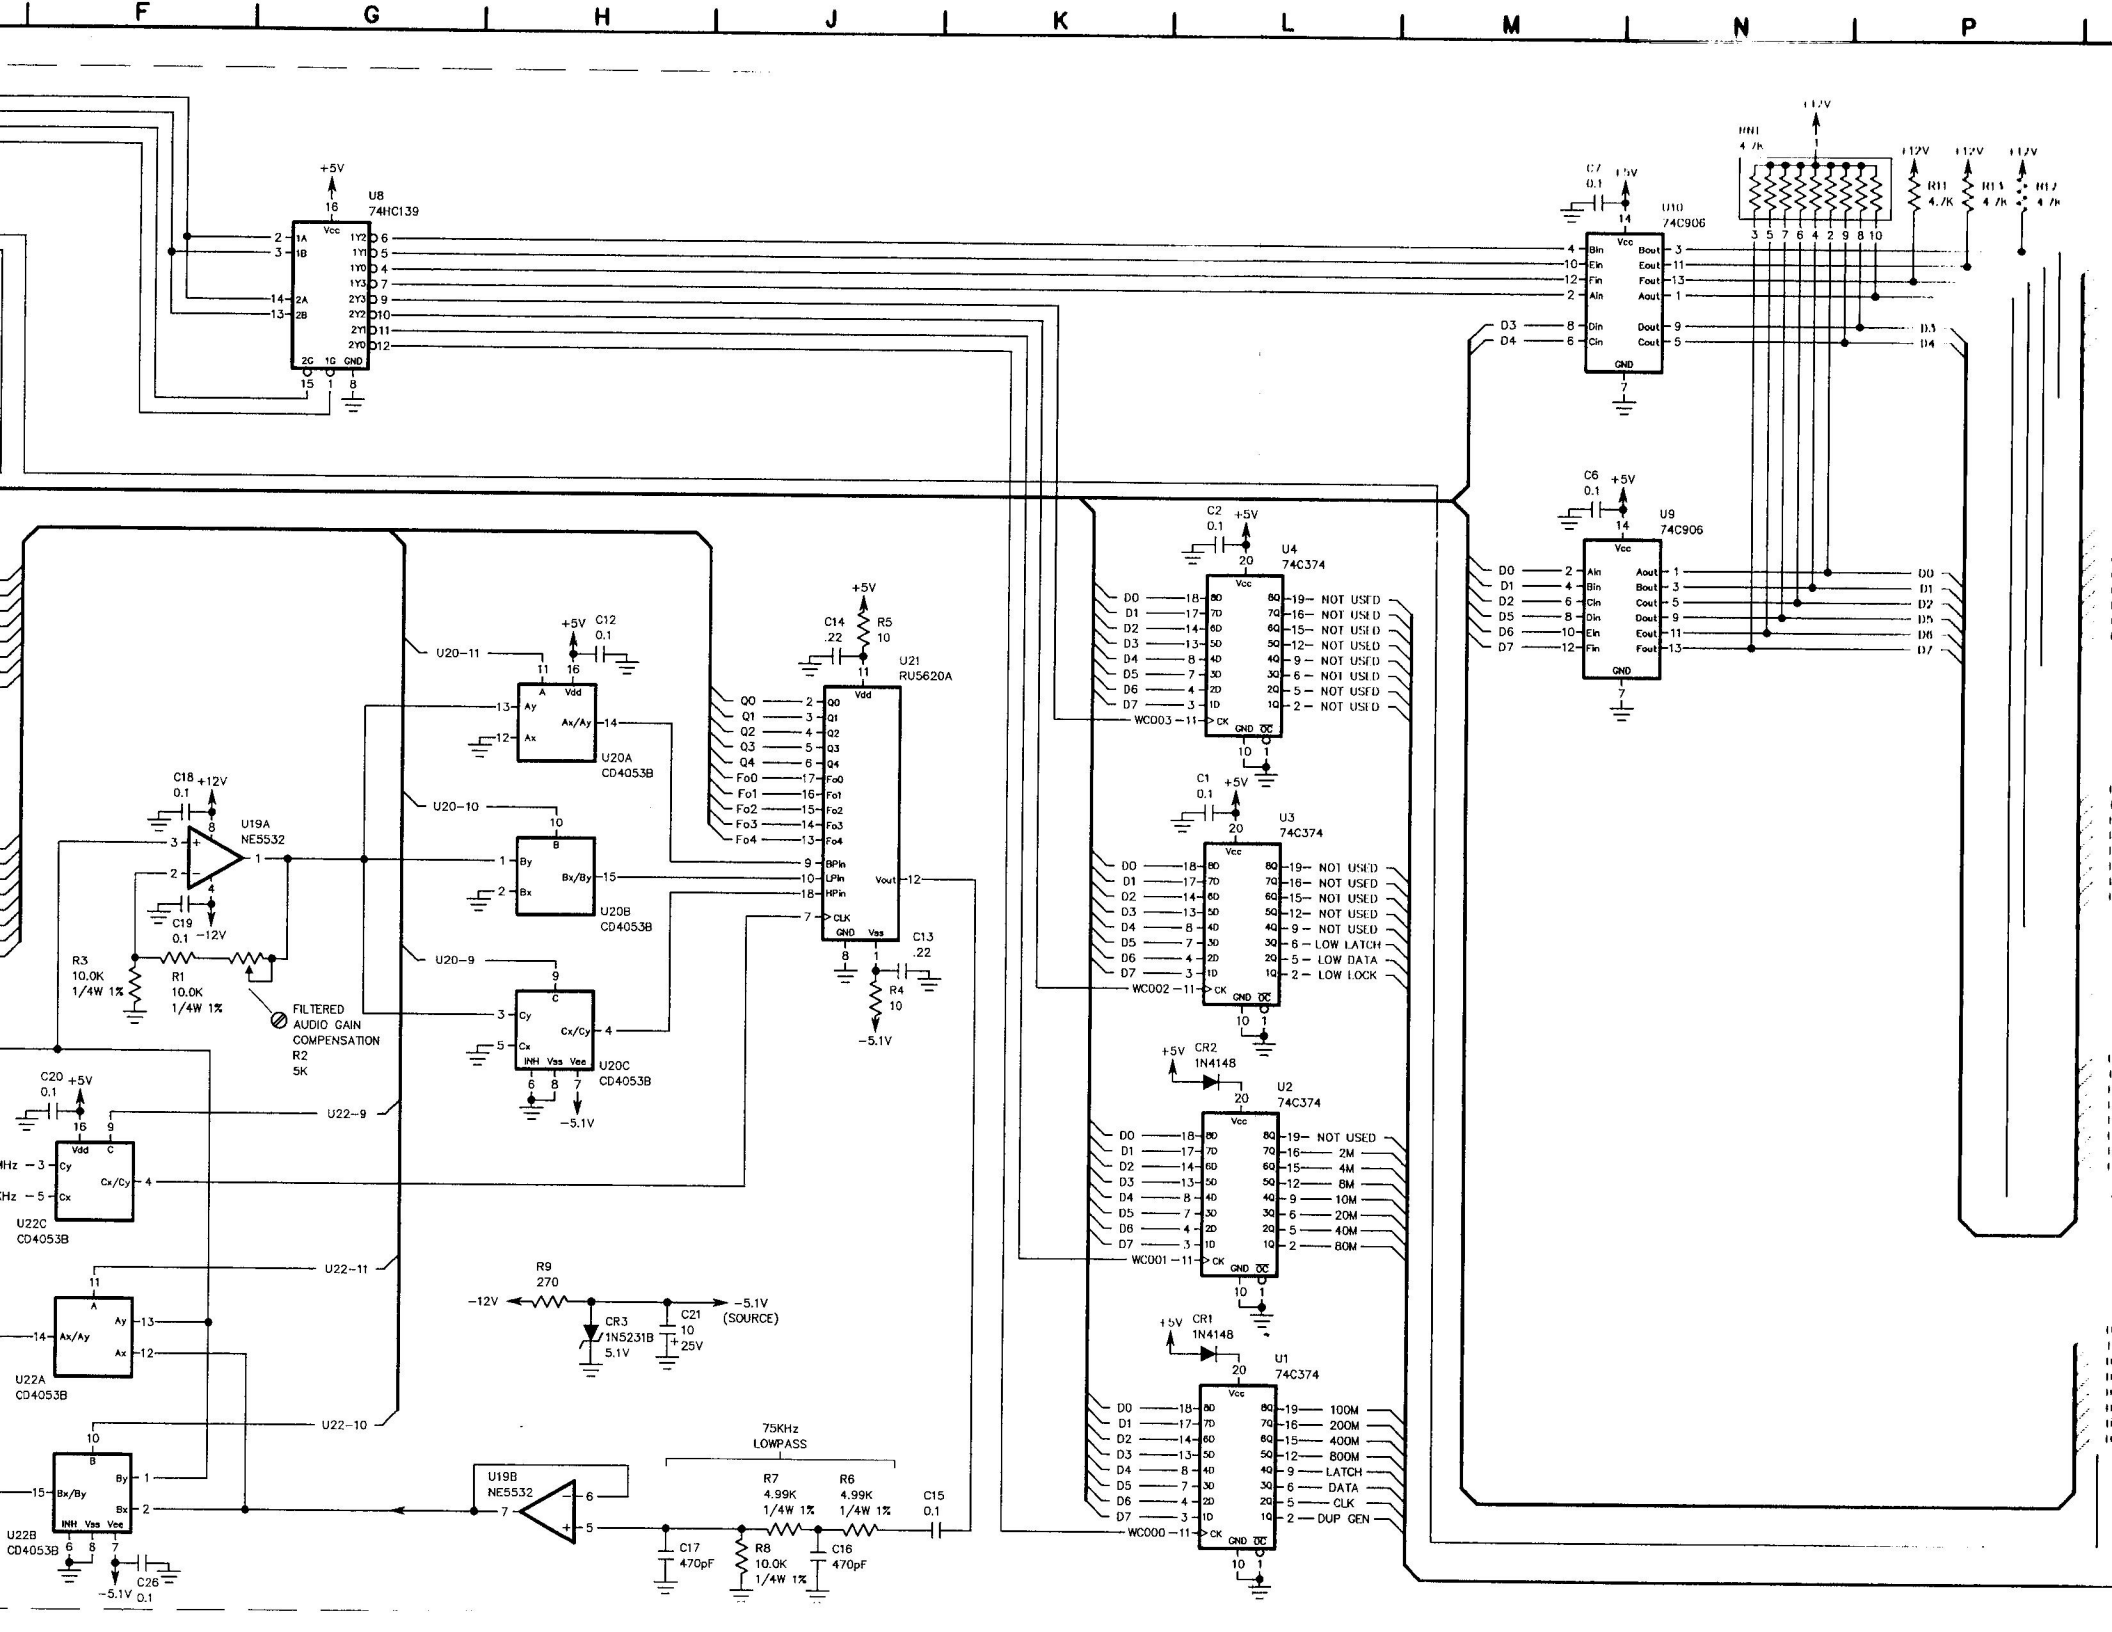 F G H J K L M N P
+5V
16
U8
74HC139
Vcc
2 1A 1Y2 6
3 1B 1Y1 5
1Y0 4
1Y3 7
14 2A 2Y3 9
13 2B 2Y2 10
2Y1 11
2Y0 12
2G 1G GND
15 1 8
C7
0.1
14
U10
74C906
Vcc
4 Bin Bout 3
10 Ein Eout 11
12 Fin Fout 13
2 Ain Aout 1
D3 8 Din Dout 9 D3
D4 6 Cin Cout 5 D4
GND
7
3 5 7 6 4 2 9 8 10
R11
4.7K
C6
0.1
+5V
14
U9
74C906
Vcc
D0 2 Ain Aout 1 D0
D1 4 Bin Bout 3 D1
D2 6 Cin Cout 5 D2
D5 8 Din Dout 9 D5
D6 10 Ein Eout 11 D6
D7 12 Fin Fout 13 D7
GND
7
C2
0.1
+5V
20
U4
74C374
Vcc
D0 18 8D 8Q 19 NOT USED
D1 17 7D 7Q 16 NOT USED
D2 14 6D 6Q 15 NOT USED
D3 13 5D 5Q 12 NOT USED
D4 8 4D 4Q 9 NOT USED
D5 7 3D 3Q 6 NOT USED
D6 4 2D 2Q 5 NOT USED
D7 3 1D 1Q 2 NOT USED
WC003 11 CK
GND OC
10 1
C1
0.1
+5V
20
U3
74C374
Vcc
D0 18 8D 8Q 19 NOT USED
D1 17 7D 7Q 16 NOT USED
D2 14 6D 6Q 15 NOT USED
D3 13 5D 5Q 12 NOT USED
D4 8 4D 4Q 9 NOT USED
D5 7 3D 3Q 6 LOW LATCH
D6 4 2D 2Q 5 LOW DATA
D7 3 1D 1Q 2 LOW LOCK
WC002 11 CK
GND OC
10 1
+5V
CR2
1N4148
20
U2
74C374
Vcc
D0 18 8D 8Q 19 NOT USED
D1 17 7D 7Q 16 2M
D2 14 6D 6Q 15 4M
D3 13 5D 5Q 12 8M
D4 8 4D 4Q 9 10M
D5 7 3D 3Q 6 20M
D6 4 2D 2Q 5 40M
D7 3 1D 1Q 2 80M
WC001 11 CK
GND OC
10 1
+5V
CR1
1N4148
20
U1
74C374
Vcc
D0 18 8D 8Q 19 100M
D1 17 7D 7Q 16 200M
D2 14 6D 6Q 15 400M
D3 13 5D 5Q 12 800M
D4 8 4D 4Q 9 LATCH
D5 7 3D 3Q 6 DATA
D6 4 2D 2Q 5 CLK
D7 3 1D 1Q 2 DUP GEN
WC000 11 CK
GND OC
10 1
+5V
C14
.22
R5
10
11
U21
RU5620A
Vdd
Q0 2 Q0
Q1 3 Q1
Q2 4 Q2
Q3 5 Q3
Q4 6 Q4
Fo0 17 Fo0
Fo1 16 Fo1
Fo2 15 Fo2
Fo3 14 Fo3
Fo4 13 Fo4
9 BPin
10 LPin
18 HPin
Vout 12
7 CLK
GND Vss
8 1
C13
.22
R4
10
-5.1V
U20-11
+5V
C12
0.1
11 16
A Vdd
13 Ay
Ax/Ay 14
12 Ax
U20A
CD4053B
U20-10
10
B
1 By
Bx/By 15
2 Bx
U20B
CD4053B
U20-9
9
C
3 Cy
Cx/Cy 4
5 Cx
INH Vss Vee
6 8 7
U20C
CD4053B
-5.1V
C18
0.1
+12V
8
U19A
NE5532
3 +
1
2 -
4
C19
0.1
-12V
R3
10.0K
1/4W 1%
R1
10.0K
1/4W 1%
FILTERED
AUDIO GAIN
COMPENSATION
R2
5K
C20
0.1
+5V
16 9
Vdd C
U22-9
3 Cy
Cx/Cy 4
5 Cx
U22C
CD4053B
U22-11
11
A
Ay 13
14 Ax/Ay
Ax 12
U22A
CD4053B
U22-10
10
B
By 1
15 Bx/By
Bx 2
INH Vss Vee
6 8 7
U22B
CD4053B
-5.1V
C26
0.1
-12V
R9
270
CR3
1N5231B
5.1V
C21
10
+
25V
-5.1V
(SOURCE)
75KHz
LOWPASS
U19B
NE5532
- 6
7
+ 5
R7
4.99K
1/4W 1%
R6
4.99K
1/4W 1%
C15
0.1
C17
470pF
R8
10.0K
1/4W 1%
C16
470pF